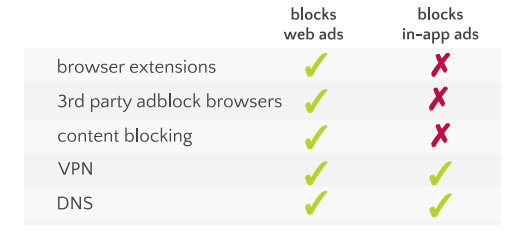 blocks web ads
blocks in-app ads
browser extensions ✓ ✗
3rd party adblock browsers ✓ ✗
content blocking ✓ ✗
VPN ✓ ✓
DNS ✓ ✓